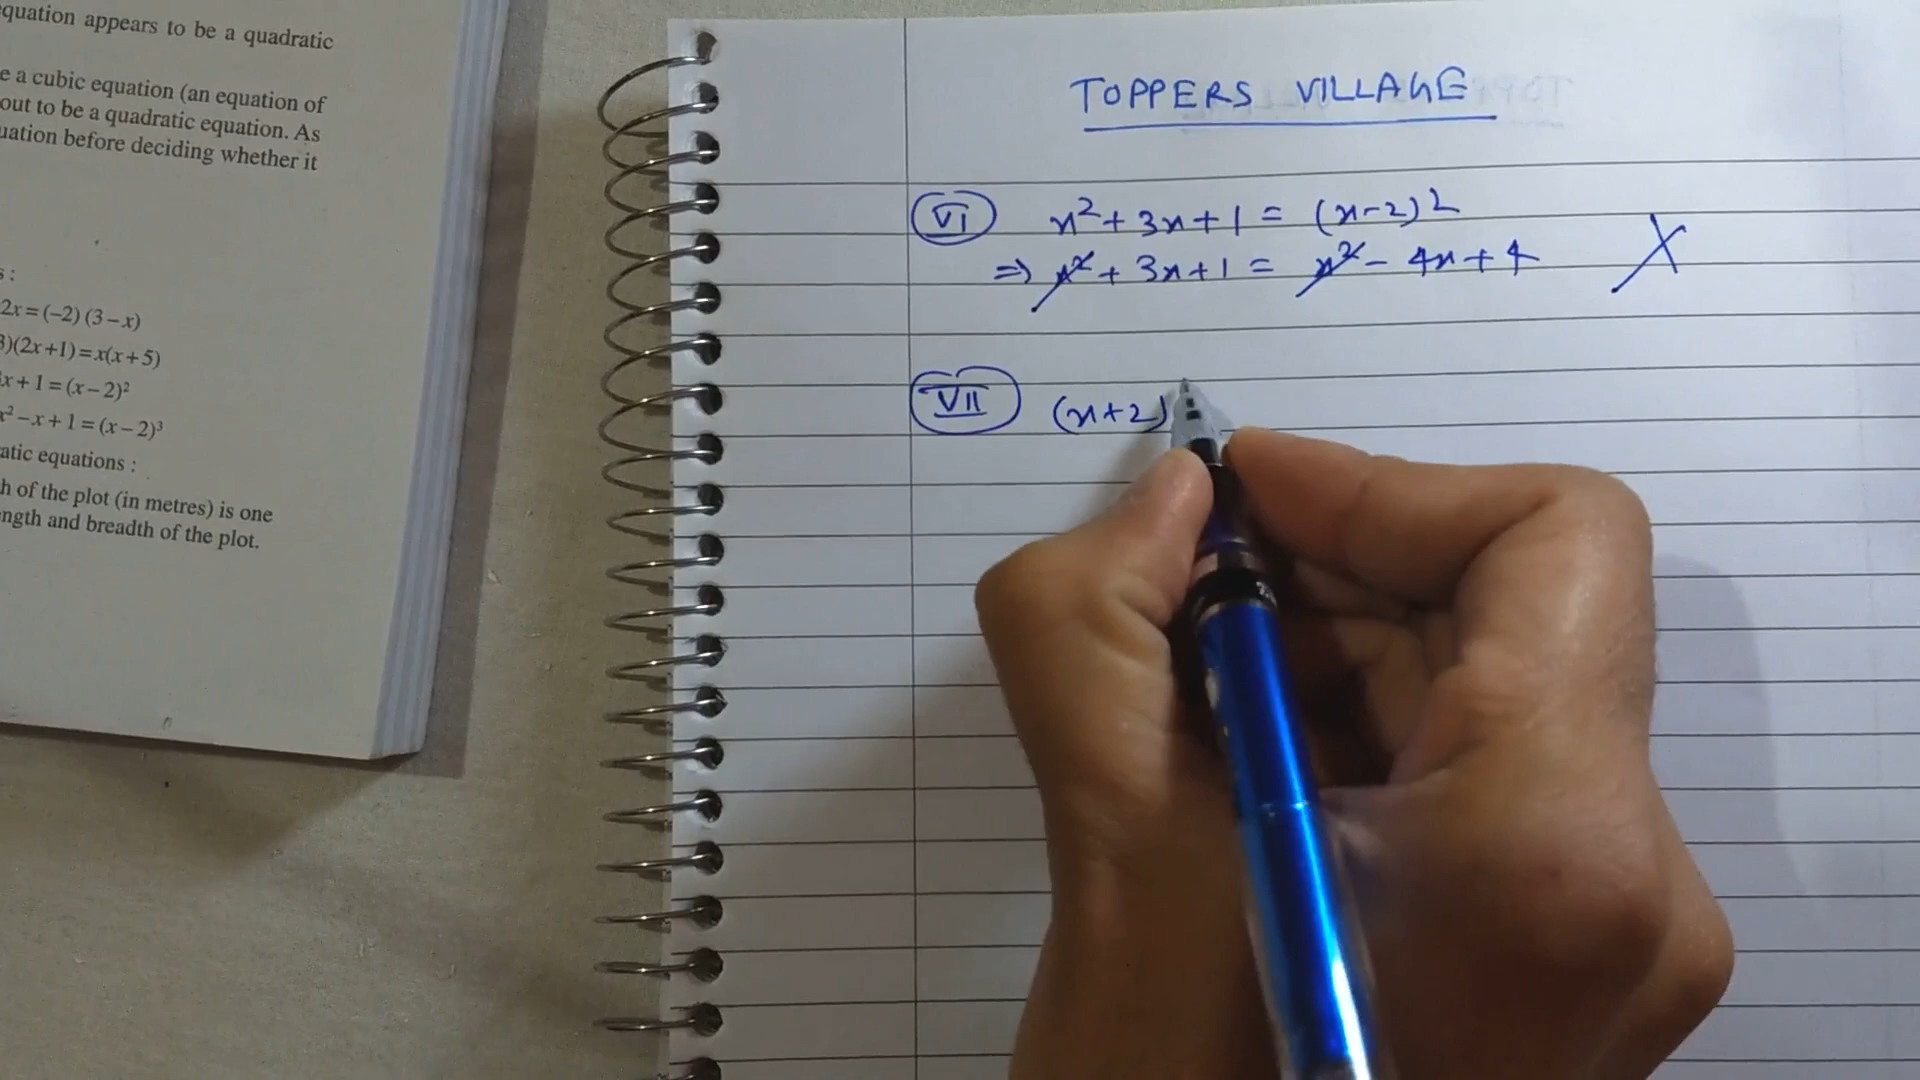 equation appears to be a quadratic
e a cubic equation (an equation of
out to be a quadratic equation. As
uation before deciding whether it
s :
2x = (–2) (3 – x)
3)(2x + 1) = x(x + 5)
x + 1 = (x – 2)²
x² – x + 1 = (x – 2)³
atic equations :
h of the plot (in metres) is one
ngth and breadth of the plot.
TOPPERS VILLAGE
VI x² + 3x + 1 = (x - 2)²
⇒ x² + 3x + 1 = x² - 4x + 4 X
VII (x + 2)